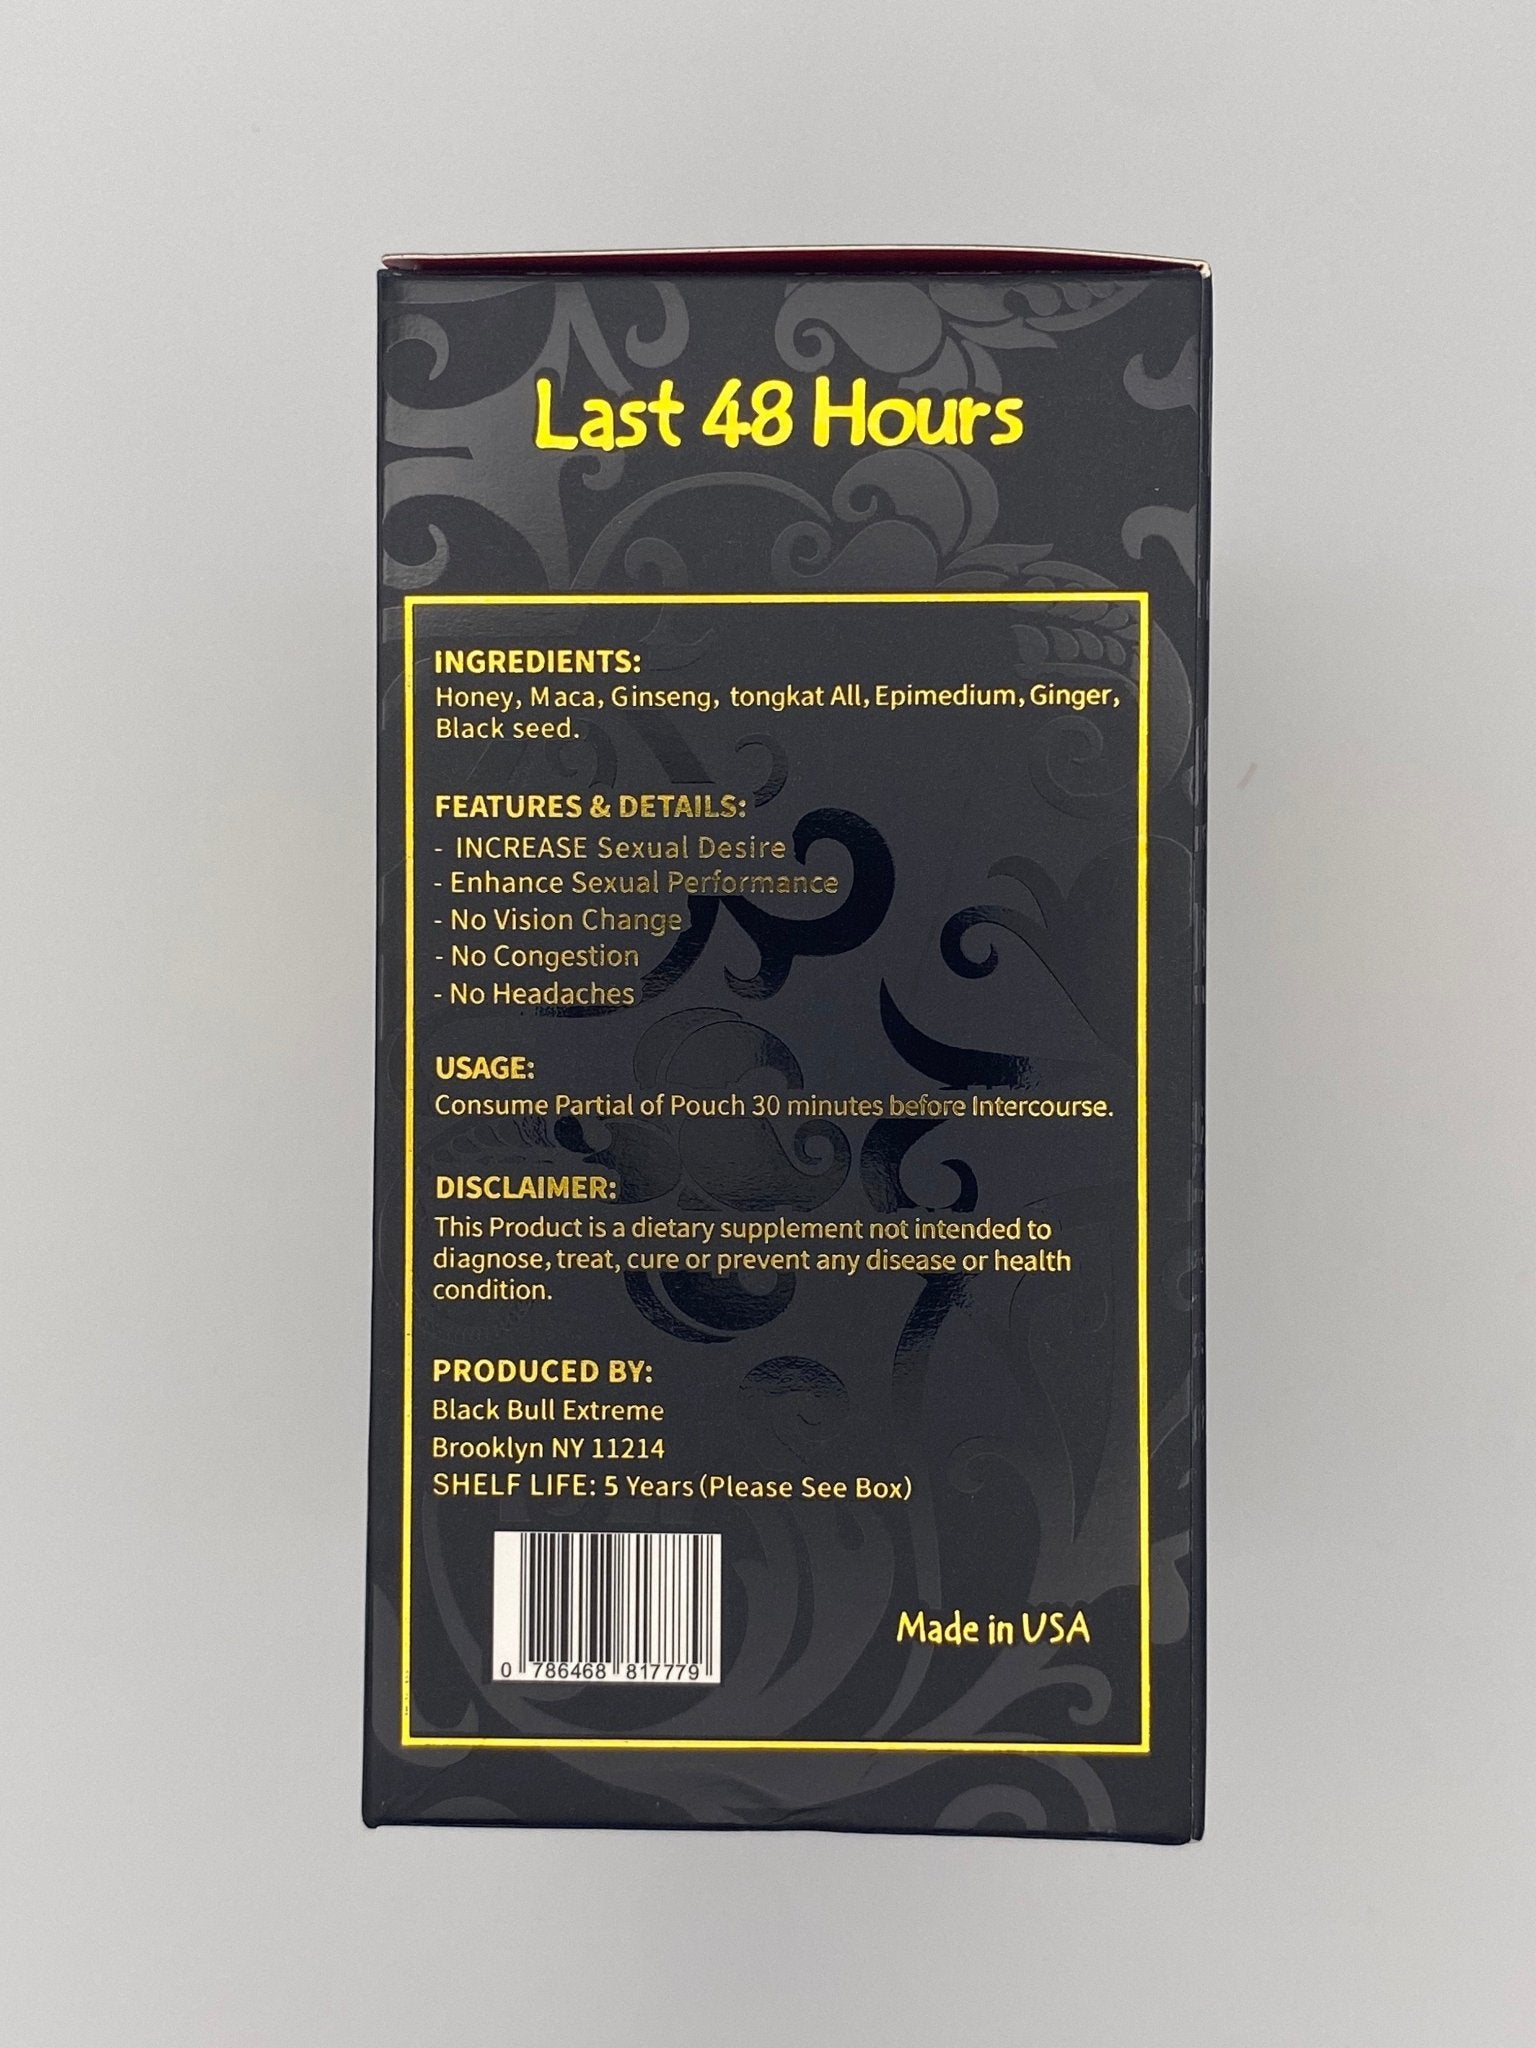 Last 48 Hours
INGREDIENTS:
Honey, Maca, Ginseng, tongkat All, Epimedium, Ginger,
Black seed.
FEATURES & DETAILS:
- INCREASE Sexual Desire
- Enhance Sexual Performance
- No Vision Change
- No Congestion
- No Headaches
USAGE:
Consume Partial of Pouch 30 minutes before Intercourse.
DISCLAIMER:
This Product is a dietary supplement not intended to
diagnose, treat, cure or prevent any disease or health
condition.
PRODUCED BY:
Black Bull Extreme
Brooklyn NY 11214
SHELF LIFE: 5 Years (Please See Box)
0 786468 817779
Made in USA